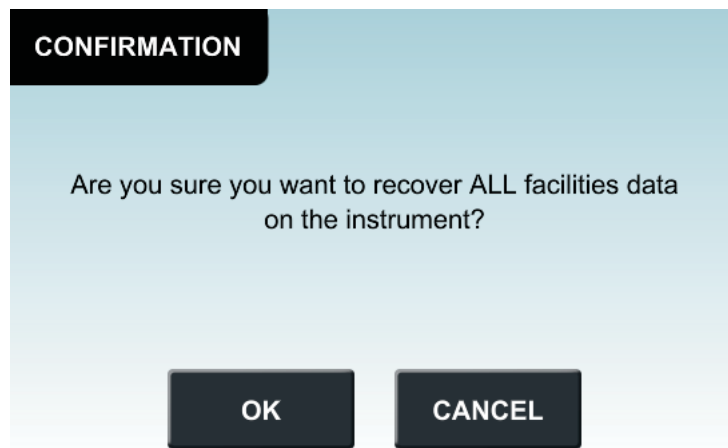 CONFIRMATION
Are you sure you want to recover ALL facilities data
on the instrument?
OK
CANCEL